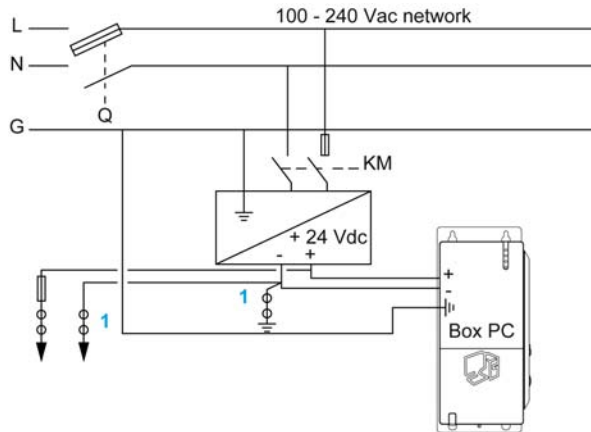 100 - 240 Vac network
L
N
Q
G
KM
+ 24 Vdc
- +
1
1
+
-
Box PC